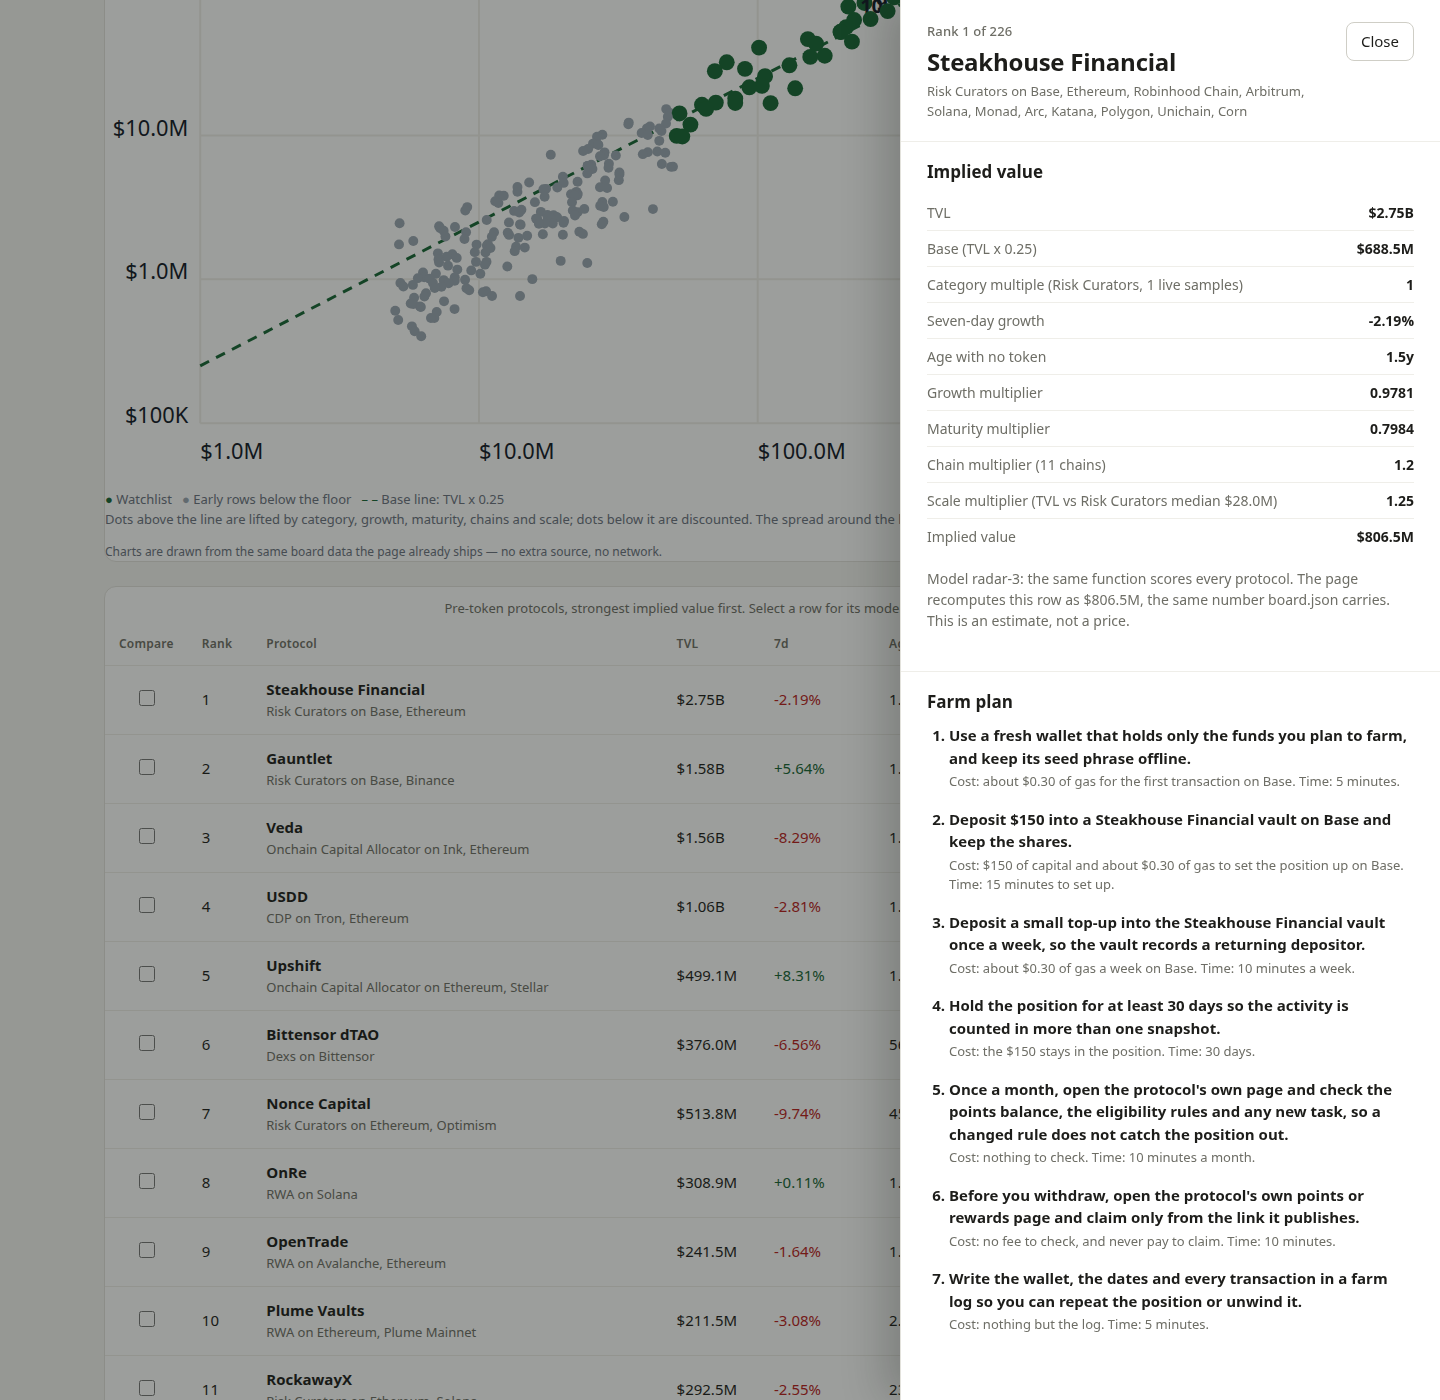 $10.0M
$1.0M
$100K
$1.0M
$10.0M
$100.0M
● Watchlist ● Early rows below the floor – – Base line: TVL x 0.25
Dots above the line are lifted by category, growth, maturity, chains and scale; dots below it are discounted. The spread around the
Charts are drawn from the same board data the page already ships — no extra source, no network.
Pre-token protocols, strongest implied value first. Select a row for its
Compare Rank Protocol TVL 7d
1 Steakhouse Financial $2.75B -2.19%
Risk Curators on Base, Ethereum
2 Gauntlet $1.58B +5.64%
Risk Curators on Base, Binance
3 Veda $1.56B -8.29%
Onchain Capital Allocator on Ink, Ethereum
4 USDD $1.06B -2.81%
CDP on Tron, Ethereum
5 Upshift $499.1M +8.31%
Onchain Capital Allocator on Ethereum, Stellar
6 Bittensor dTAO $376.0M -6.56%
Dexs on Bittensor
7 Nonce Capital $513.8M -9.74%
Risk Curators on Ethereum, Optimism
8 OnRe $308.9M +0.11%
RWA on Solana
9 OpenTrade $241.5M -1.64%
RWA on Avalanche, Ethereum
10 Plume Vaults $211.5M -3.08%
RWA on Ethereum, Plume Mainnet
11 RockawayX $292.5M -2.55%
Rank 1 of 226
Close
Steakhouse Financial
Risk Curators on Base, Ethereum, Robinhood Chain, Arbitrum,
Solana, Monad, Arc, Katana, Polygon, Unichain, Corn
Implied value
TVL $2.75B
Base (TVL x 0.25) $688.5M
Category multiple (Risk Curators, 1 live samples) 1
Seven-day growth -2.19%
Age with no token 1.5y
Growth multiplier 0.9781
Maturity multiplier 0.7984
Chain multiplier (11 chains) 1.2
Scale multiplier (TVL vs Risk Curators median $28.0M) 1.25
Implied value $806.5M
Model radar-3: the same function scores every protocol. The page
recomputes this row as $806.5M, the same number board.json carries.
This is an estimate, not a price.
Farm plan
1. Use a fresh wallet that holds only the funds you plan to farm,
and keep its seed phrase offline.
Cost: about $0.30 of gas for the first transaction on Base. Time: 5 minutes.
2. Deposit $150 into a Steakhouse Financial vault on Base and
keep the shares.
Cost: $150 of capital and about $0.30 of gas to set the position up on Base.
Time: 15 minutes to set up.
3. Deposit a small top-up into the Steakhouse Financial vault
once a week, so the vault records a returning depositor.
Cost: about $0.30 of gas a week on Base. Time: 10 minutes a week.
4. Hold the position for at least 30 days so the activity is
counted in more than one snapshot.
Cost: the $150 stays in the position. Time: 30 days.
5. Once a month, open the protocol's own page and check the
points balance, the eligibility rules and any new task, so a
changed rule does not catch the position out.
Cost: nothing to check. Time: 10 minutes a month.
6. Before you withdraw, open the protocol's own points or
rewards page and claim only from the link it publishes.
Cost: no fee to check, and never pay to claim. Time: 10 minutes.
7. Write the wallet, the dates and every transaction in a farm
log so you can repeat the position or unwind it.
Cost: nothing but the log. Time: 5 minutes.